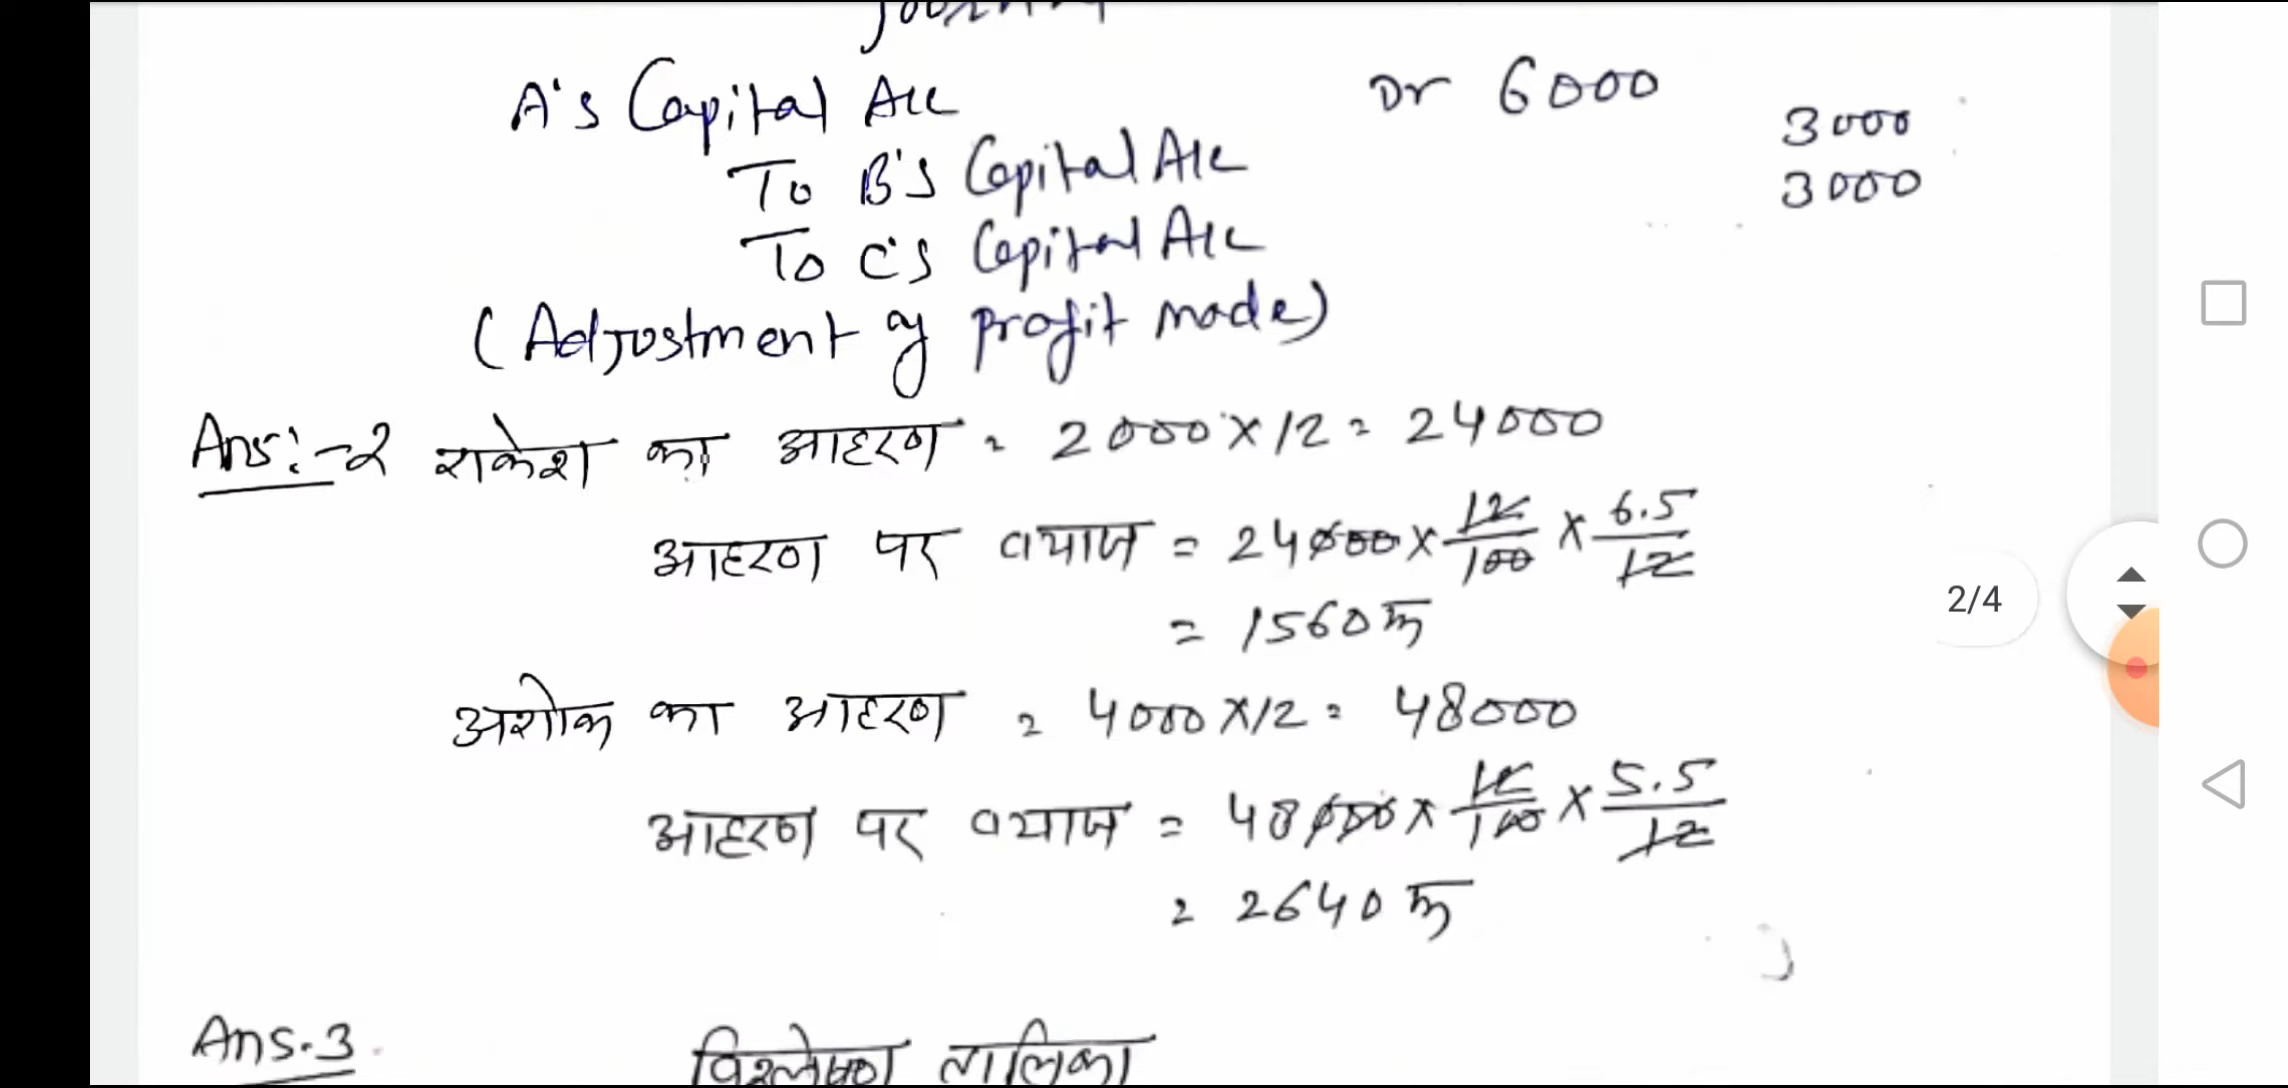 Journal
A's Capital A/c Dr 6000
To B's Capital A/c 3000
To C's Capital A/c 3000
(Adjustment of profit made)
Ans:-2 राकेश का आहरण = 2000 × 12 = 24000
आहरण पर ब्याज = 24000 × 12/100 × 6.5/12
= 1560 रू
2/4
अशोक का आहरण = 4000 × 12 = 48000
आहरण पर ब्याज = 48000 × 12/100 × 5.5/12
= 2640 रू
Ans.3 विश्लेषण तालिका